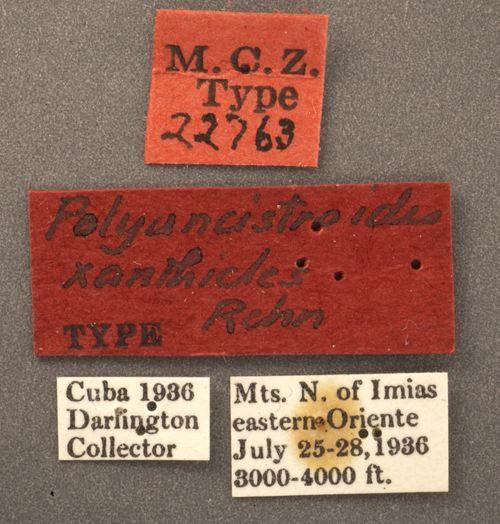 M. C. Z.
Type
22763
Polyancistroides
xanthicles
Rehn
TYPE
Cuba 1936
Darlington
Collector
Mts. N. of Imias
eastern Oriente
July 25-28, 1936
3000-4000 ft.